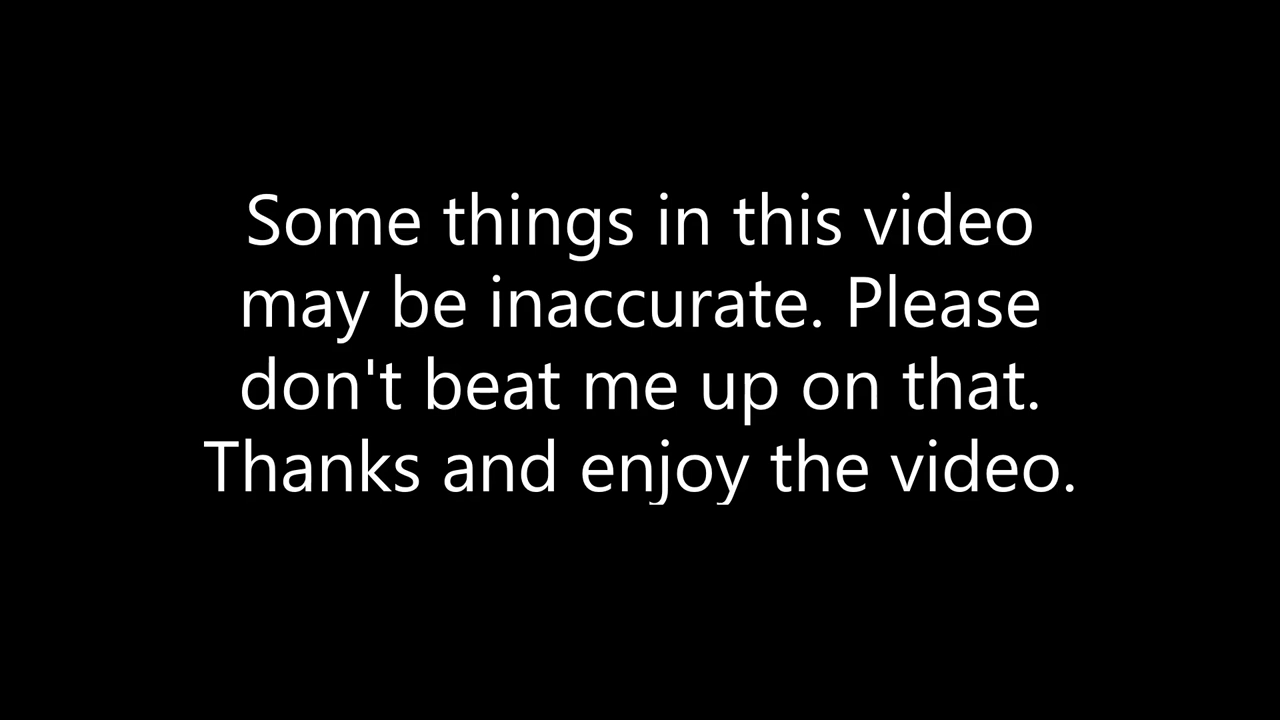 Some things in this video
may be inaccurate. Please
don't beat me up on that.
Thanks and enjoy the video.